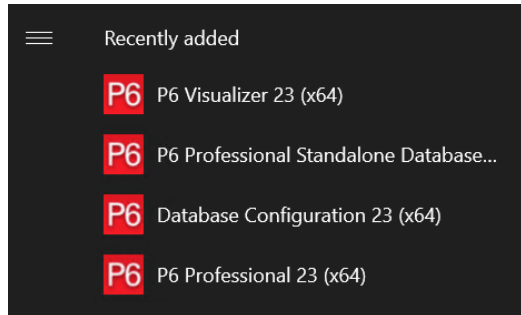 Recently added
P6 P6 Visualizer 23 (x64)
P6 P6 Professional Standalone Database...
P6 Database Configuration 23 (x64)
P6 P6 Professional 23 (x64)